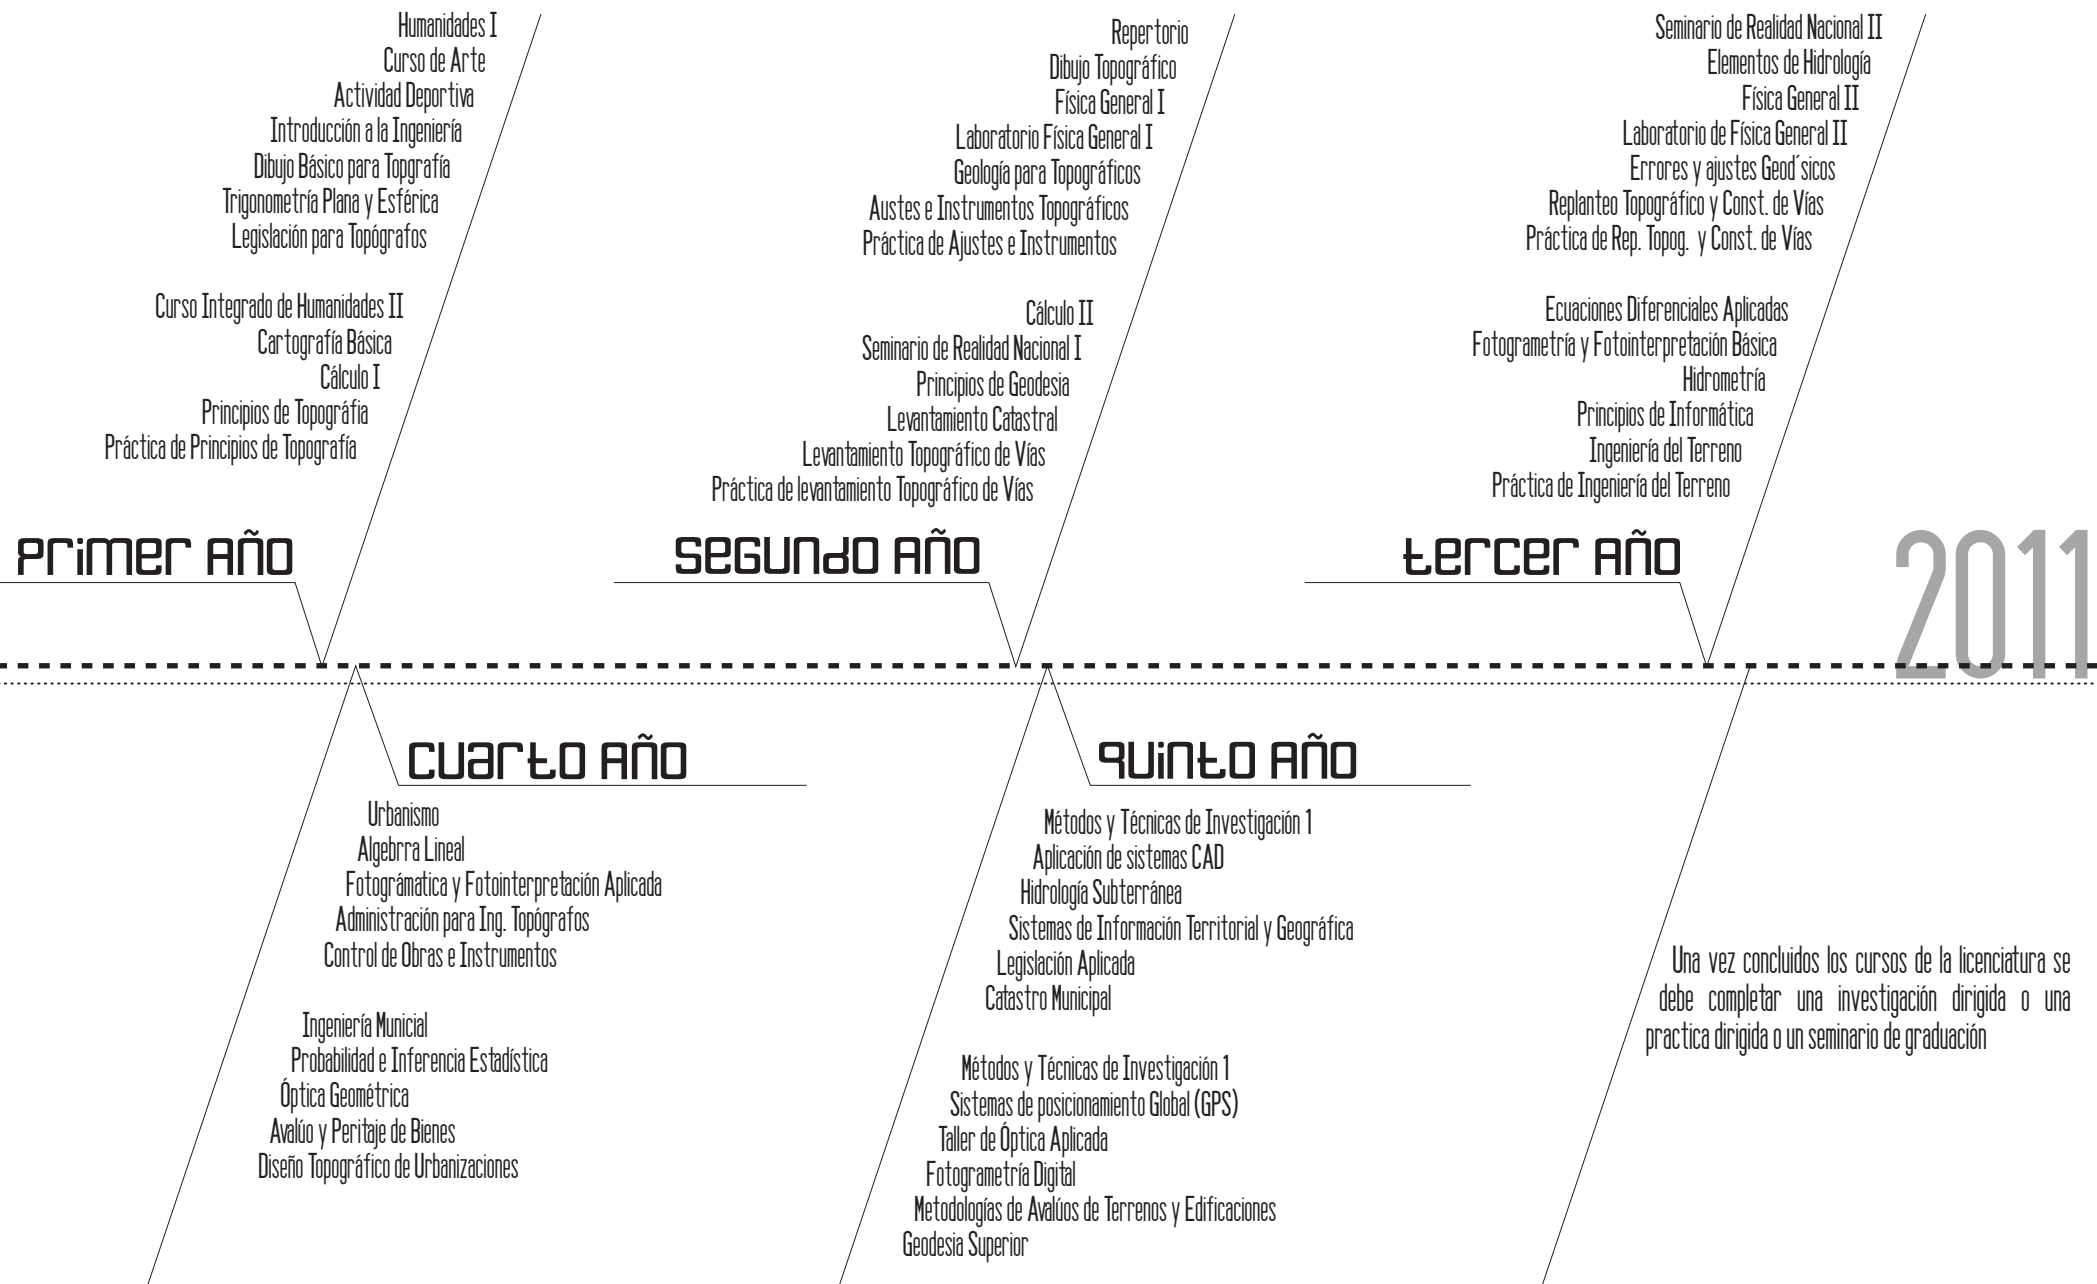 Humanidades I
Curso de Arte
Actividad Deportiva
Introducción a la Ingeniería
Dibujo Básico para Topgrafía
Trigonometría Plana y Esférica
Legislación para Topógrafos
Curso Integrado de Humanidades II
Cartografía Básica
Cálculo I
Principios de Topográfia
Práctica de Principios de Topografía
Primer Año
Repertorio
Dibujo Topográfico
Física General I
Laboratorio Física General I
Geología para Topográficos
Austes e Instrumentos Topográficos
Práctica de Ajustes e Instrumentos
Cálculo II
Seminario de Realidad Nacional I
Principios de Geodesia
Levantamiento Catastral
Levantamiento Topográfico de Vías
Práctica de levantamiento Topográfico de Vías
Segundo Año
Seminario de Realidad Nacional II
Elementos de Hidrología
Física General II
Laboratorio de Física General II
Errores y ajustes Geod´sicos
Replanteo Topográfico y Const. de Vías
Práctica de Rep. Topog. y Const. de Vías
Ecuaciones Diferenciales Aplicadas
Fotogrametría y Fotointerpretación Básica
Hidrometría
Principios de Informática
Ingeniería del Terreno
Práctica de Ingeniería del Terreno
tercer Año
2011
cuarto Año
Urbanismo
Algebrra Lineal
Fotográmatica y Fotointerpretación Aplicada
Administración para Ing. Topógrafos
Control de Obras e Instrumentos
Ingeniería Municial
Probabilidad e Inferencia Estadística
Óptica Geométrica
Avalúo y Peritaje de Bienes
Diseño Topográfico de Urbanizaciones
quinto Año
Métodos y Técnicas de Investigación 1
Aplicación de sistemas CAD
Hidrología Subterránea
Sistemas de Información Territorial y Geográfica
Legislación Aplicada
Catastro Municipal
Métodos y Técnicas de Investigación 1
Sistemas de posicionamiento Global (GPS)
Taller de Óptica Aplicada
Fotogrametría Digital
Metodologías de Avalúos de Terrenos y Edificaciones
Geodesia Superior
Una vez concluidos los cursos de la licenciatura se
debe completar una investigación dirigida o una
practica dirigida o un seminario de graduación